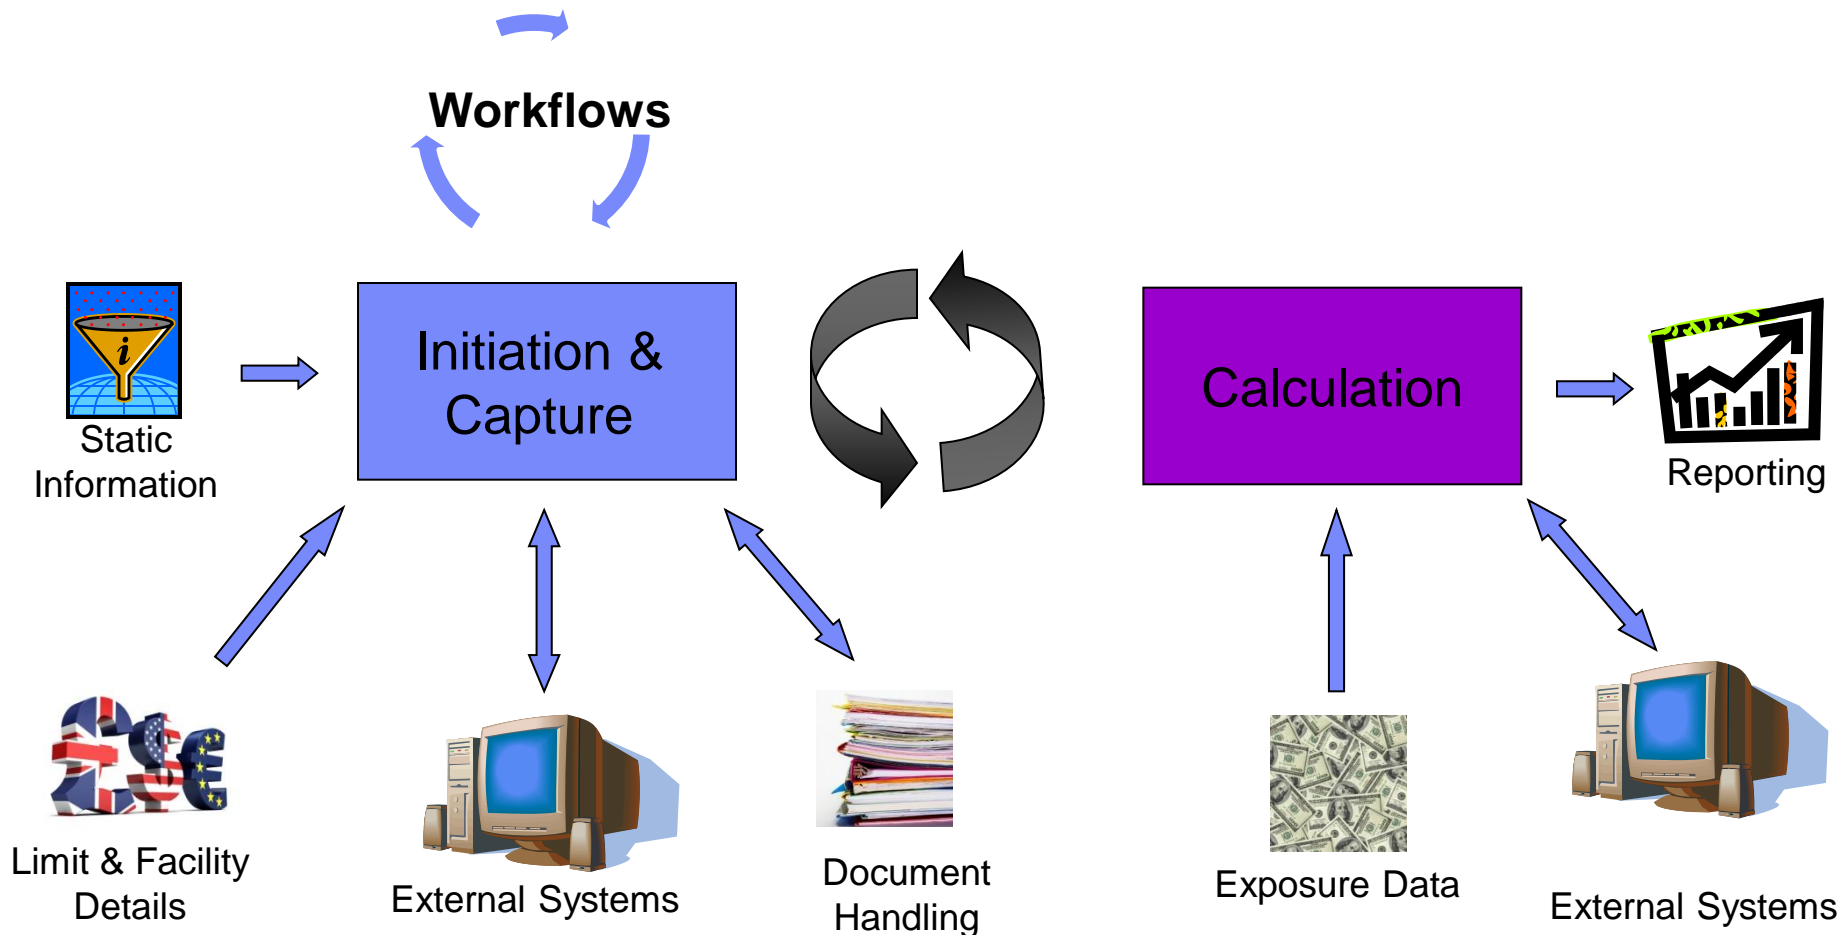 Workflows
i
Static
Information
Initiation &
Capture
Calculation
Reporting
Limit & Facility
Details
External Systems
Document
Handling
Exposure Data
External Systems